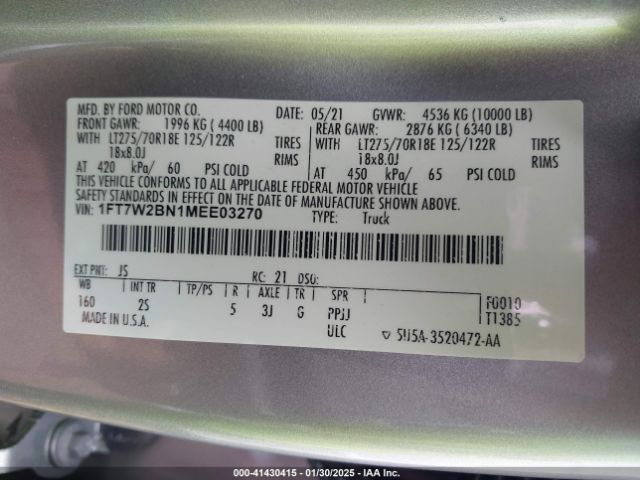 MFD. BY FORD MOTOR CO.
DATE: 05/21 GVWR: 4536 KG (10000 LB)
FRONT GAWR: 1996 KG (4400 LB) REAR GAWR: 2876 KG (6340 LB)
WITH LT275/70R18E 125/122R TIRES WITH LT275/70R18E 125/122R TIRES
18x8.0J RIMS 18x8.0J RIMS
AT 420 kPa/ 60 PSI COLD AT 450 kPa/ 65 PSI COLD
THIS VEHICLE CONFORMS TO ALL APPLICABLE FEDERAL MOTOR VEHICLE
SAFETY STANDARDS IN EFFECT ON THE DATE OF MANUFACTURE SHOWN ABOVE.
VIN: 1FT7W2BN1MEE03270 TYPE: Truck
EXT PNT: JS RC: 21 DSO:
WB INT TR TP/PS R AXLE TR SPR F0010
160 2S 5 3J G PPJJ T1385
MADE IN U.S.A. ULC 5U5A-3520472-AA
000-41430415 - 01/30/2025 - IAA Inc.